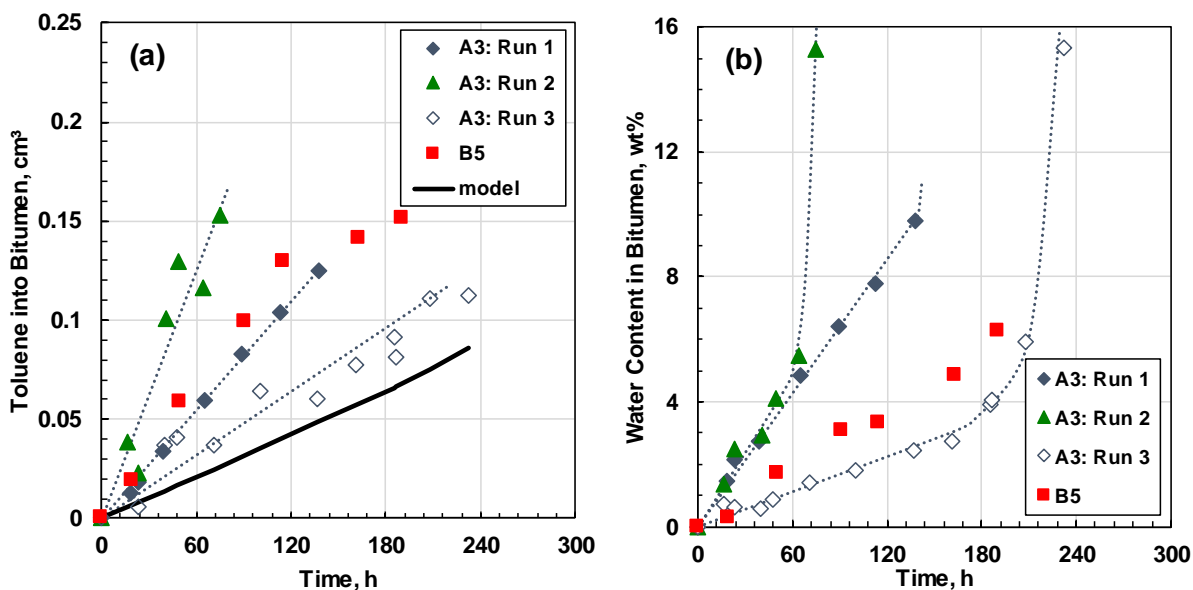 (a)
Toluene into Bitumen, cm³
0.25
0.2
0.15
0.1
0.05
0
0 60 120 180 240 300
Time, h
A3: Run 1
A3: Run 2
A3: Run 3
B5
model
(b)
Water Content in Bitumen, wt%
16
12
8
4
0
0 60 120 180 240 300
Time, h
A3: Run 1
A3: Run 2
A3: Run 3
B5